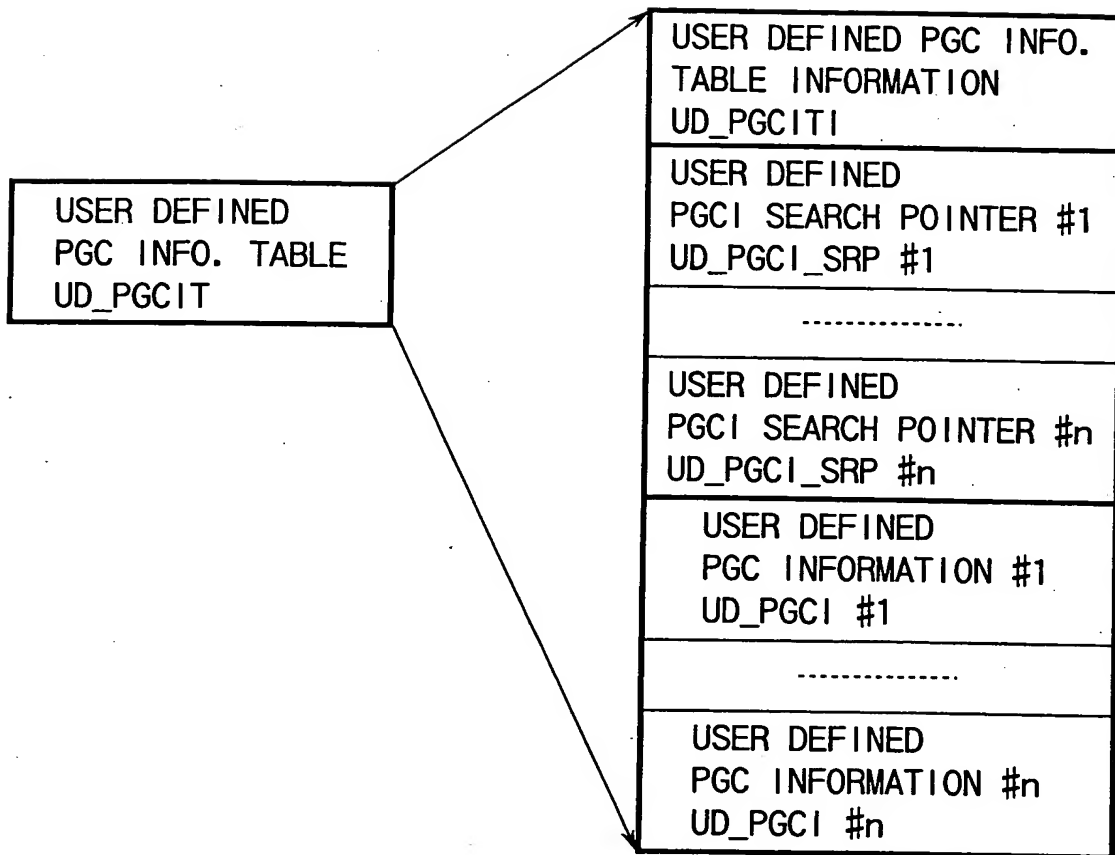 USER DEFINED
PGC INFO. TABLE
UD_PGCIT
USER DEFINED PGC INFO.
TABLE INFORMATION
UD_PGCITI
USER DEFINED
PGCI SEARCH POINTER #1
UD_PGCI_SRP #1
---------------
USER DEFINED
PGCI SEARCH POINTER #n
UD_PGCI_SRP #n
USER DEFINED
PGC INFORMATION #1
UD_PGCI #1
---------------
USER DEFINED
PGC INFORMATION #n
UD_PGCI #n